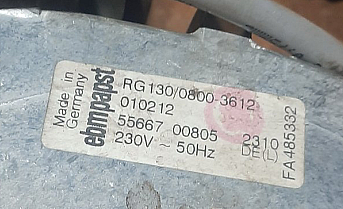 Made in
Germany
ebmpapst
RG130/0800-3612
010212
55667 00805 2310
230V ~ 50Hz DE(L)
FA485332